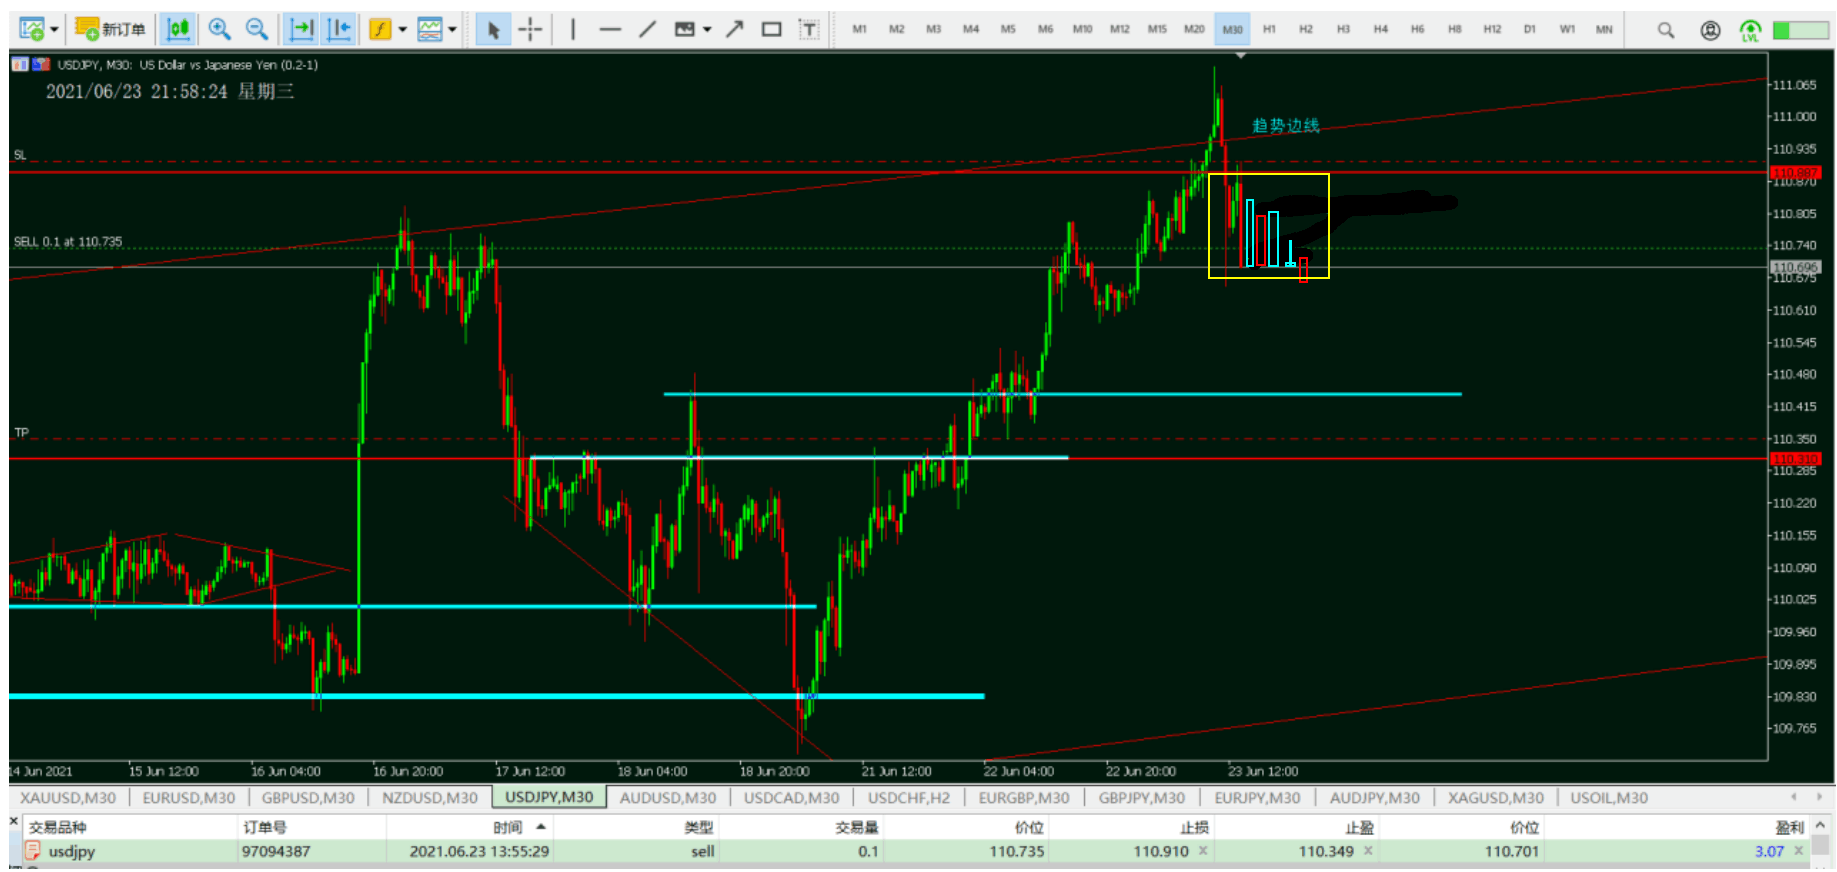 新订单 M1 M2 M3 M4 M5 M6 M10 M12 M15 M20 M30 H1 H2 H3 H4 H6 H8 H12 D1 W1 MN LVL
USDJPY, M30: US Dollar vs Japanese Yen (0.2-1)
2021/06/23 21:58:24 星期三
111.065
111.000
趋势边线
110.935
SL
110.887
110.870
110.805
SELL 0.1 at 110.735
110.740
110.696
110.675
110.610
110.545
110.480
110.415
TP
110.350
110.310
110.285
110.220
110.155
110.090
110.025
109.960
109.895
109.830
109.765
14 Jun 2021 15 Jun 12:00 16 Jun 04:00 16 Jun 20:00 17 Jun 12:00 18 Jun 04:00 18 Jun 20:00 21 Jun 12:00 22 Jun 04:00 22 Jun 20:00 23 Jun 12:00
XAUUSD,M30 EURUSD,M30 GBPUSD,M30 NZDUSD,M30 USDJPY,M30 AUDUSD,M30 USDCAD,M30 USDCHF,H2 EURGBP,M30 GBPJPY,M30 EURJPY,M30 AUDJPY,M30 XAGUSD,M30 USOIL,M30
交易品种 订单号 时间 类型 交易量 价位 止损 止盈 价位 盈利
usdjpy 97094387 2021.06.23 13:55:29 sell 0.1 110.735 110.910 110.349 110.701 3.07